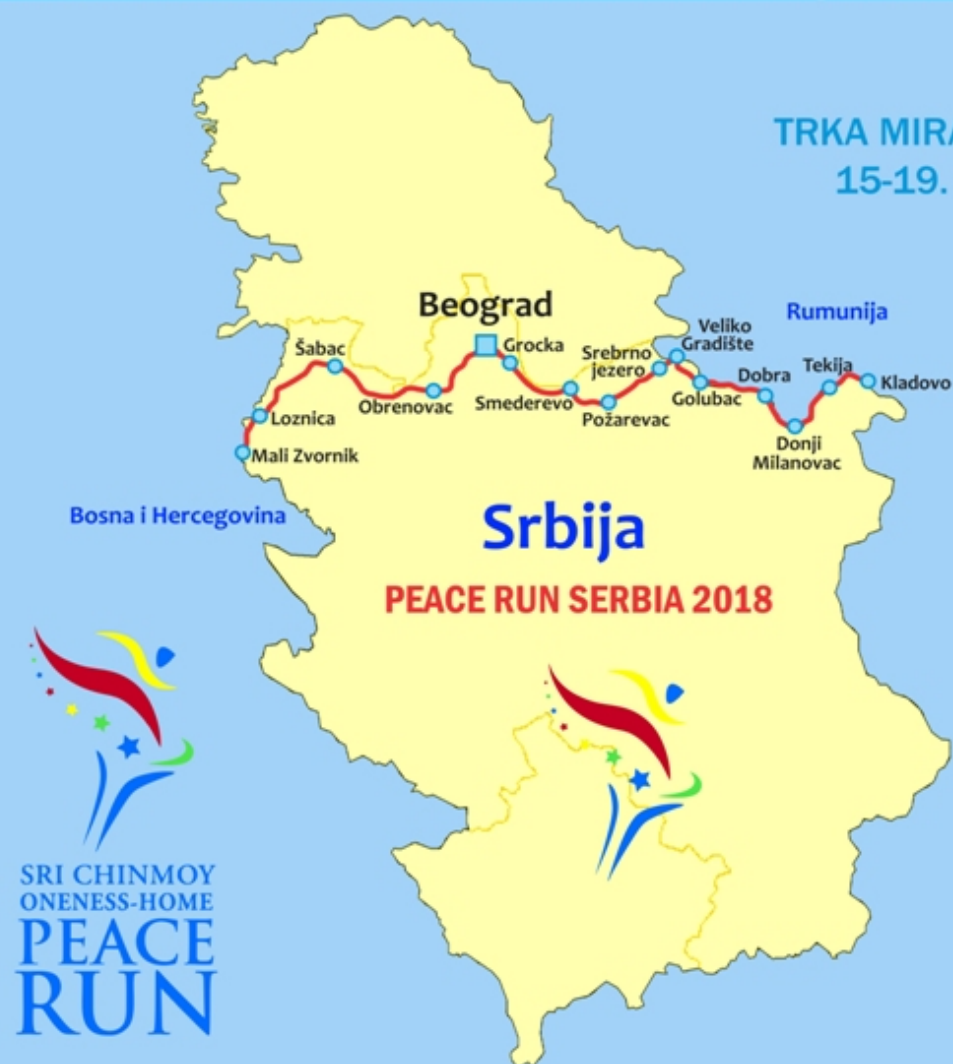 TRKA MIRA
15-19.
Rumunija
Beograd
Veliko
Gradište
Šabac
Grocka
Srebrno
jezero
Dobra
Tekija
Kladovo
Obrenovac
Smederevo
Golubac
Požarevac
Loznica
Donji
Milanovac
Mali Zvornik
Bosna i Hercegovina
Srbija
PEACE RUN SERBIA 2018
SRI CHINMOY
ONENESS-HOME
PEACE
RUN